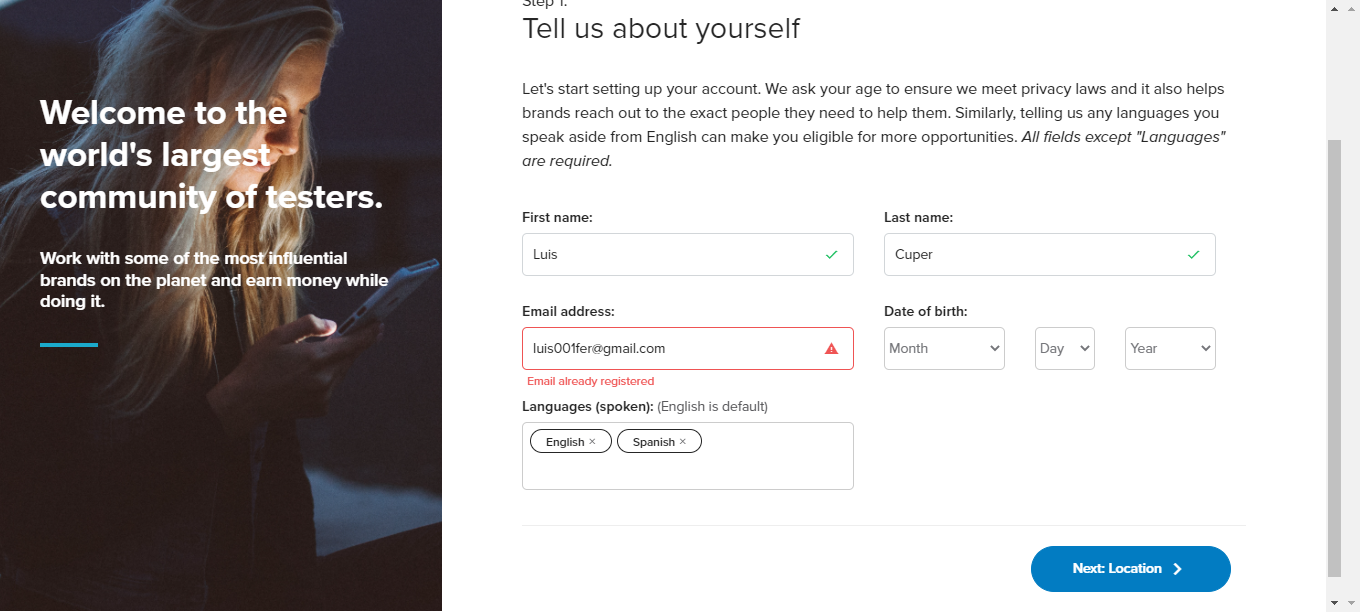 Welcome to the
world's largest
community of testers.
Work with some of the most influential
brands on the planet and earn money while
doing it.
Step 1.
Tell us about yourself
Let's start setting up your account. We ask your age to ensure we meet privacy laws and it also helps
brands reach out to the exact people they need to help them. Similarly, telling us any languages you
speak aside from English can make you eligible for more opportunities. All fields except "Languages"
are required.
First name:
Last name:
Luis
Cuper
Email address:
Date of birth:
luis001fer@gmail.com
Month
Day
Year
Email already registered
Languages (spoken): (English is default)
English ×
Spanish ×
Next: Location